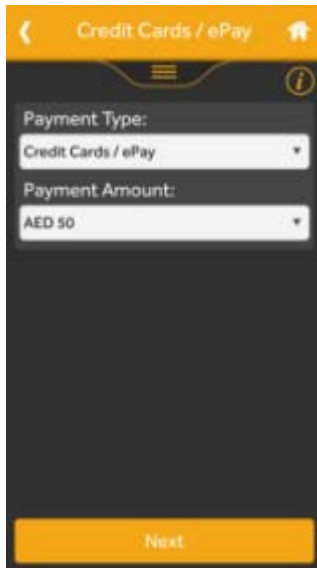 Credit Cards / ePay
Payment Type:
Credit Cards / ePay
Payment Amount:
AED 50
Next